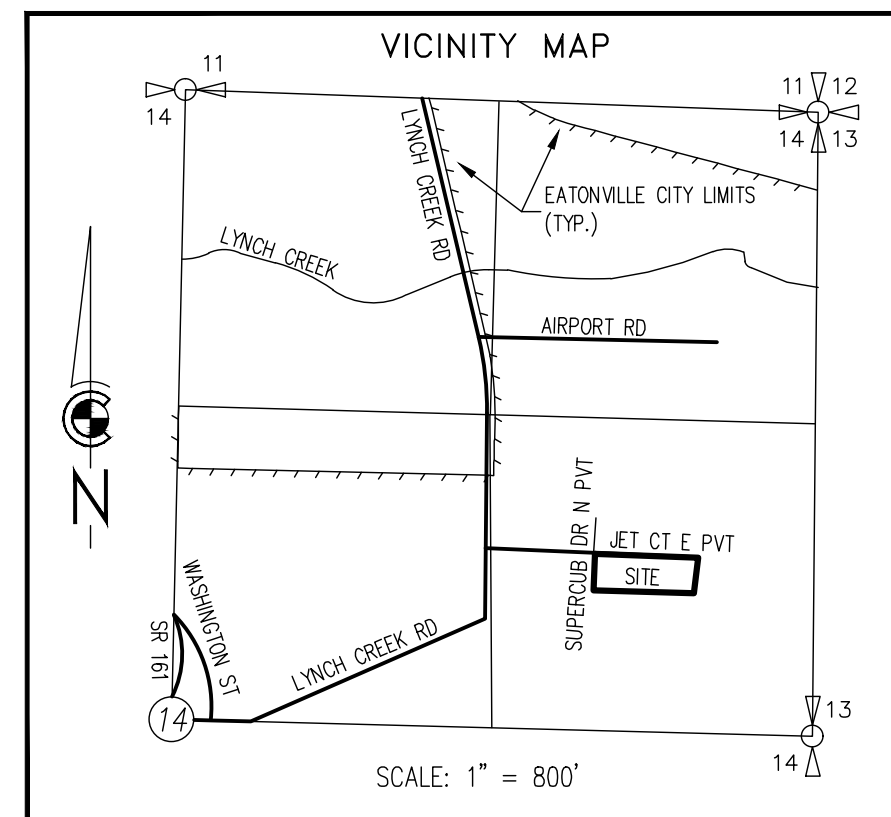 VICINITY MAP
11
14
11 12
14 13
LYNCH CREEK RD
EATONVILLE CITY LIMITS
(TYP.)
LYNCH CREEK
AIRPORT RD
N
SUPERCUB DR N PVT
JET CT E PVT
SITE
WASHINGTON ST
SR 161
LYNCH CREEK RD
14
13
14
SCALE: 1" = 800'